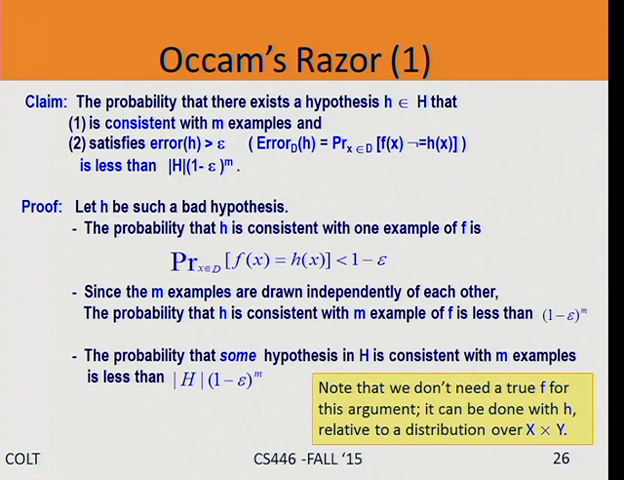 Occam's Razor (1)
Claim: The probability that there exists a hypothesis h ∈ H that
(1) is consistent with m examples and
(2) satisfies error(h) > ε ( Error_D(h) = Pr_{x ∈ D} [f(x) ¬=h(x)] )
is less than |H|(1- ε )^m .
Proof: Let h be such a bad hypothesis.
- The probability that h is consistent with one example of f is
Pr_{x∈D} [ f (x) = h(x)] < 1 − ε
- Since the m examples are drawn independently of each other,
The probability that h is consistent with m example of f is less than (1−ε)^m
- The probability that some hypothesis in H is consistent with m examples
is less than | H | (1 − ε)^m
Note that we don't need a true f for
this argument; it can be done with h,
relative to a distribution over X × Y.
COLT CS446 -FALL '15 26